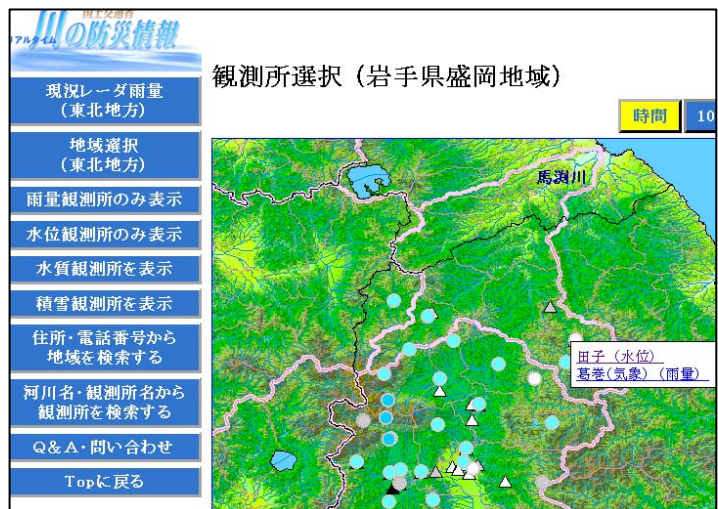 国土交通省
リアルタイム 川の防災情報
観測所選択（岩手県盛岡地域）
時間
10
現況レーダ雨量
（東北地方）
地域選択
（東北地方）
雨量観測所のみ表示
水位観測所のみ表示
水質観測所を表示
積雪観測所を表示
住所・電話番号から
地域を検索する
河川名・観測所名から
観測所を検索する
Q＆A・問い合わせ
Topに戻る
馬淵川
田子（水位）
葛巻(気象)（雨量）